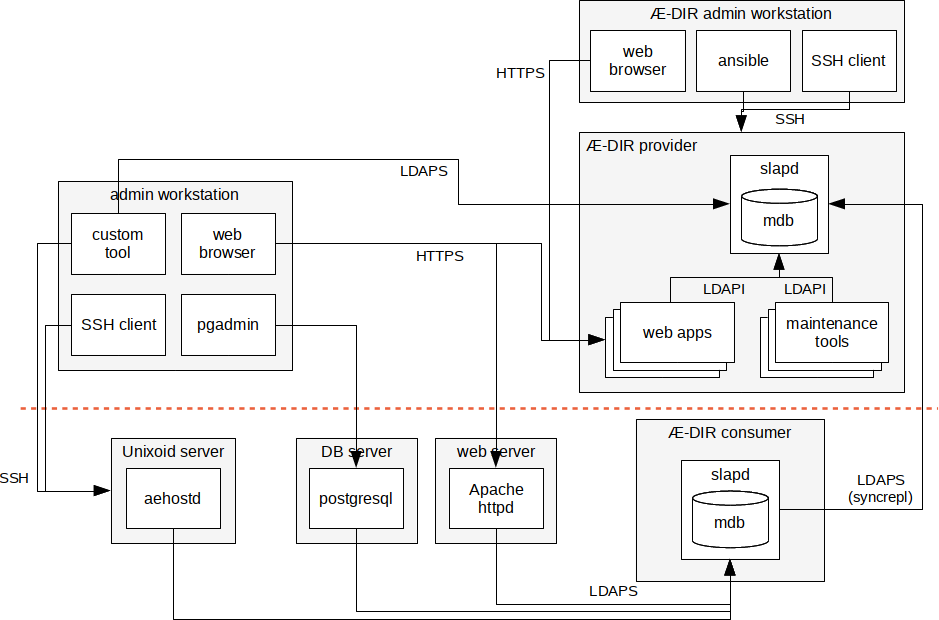 Æ-DIR admin workstation
web
browser
ansible
SSH client
HTTPS
SSH
Æ-DIR provider
slapd
mdb
LDAPS
admin workstation
custom
tool
web
browser
HTTPS
SSH client
pgadmin
LDAPI
LDAPI
web apps
maintenance
tools
Unixoid server
aehostd
DB server
postgresql
web server
Apache
httpd
SSH
Æ-DIR consumer
slapd
mdb
LDAPS
(syncrepl)
LDAPS